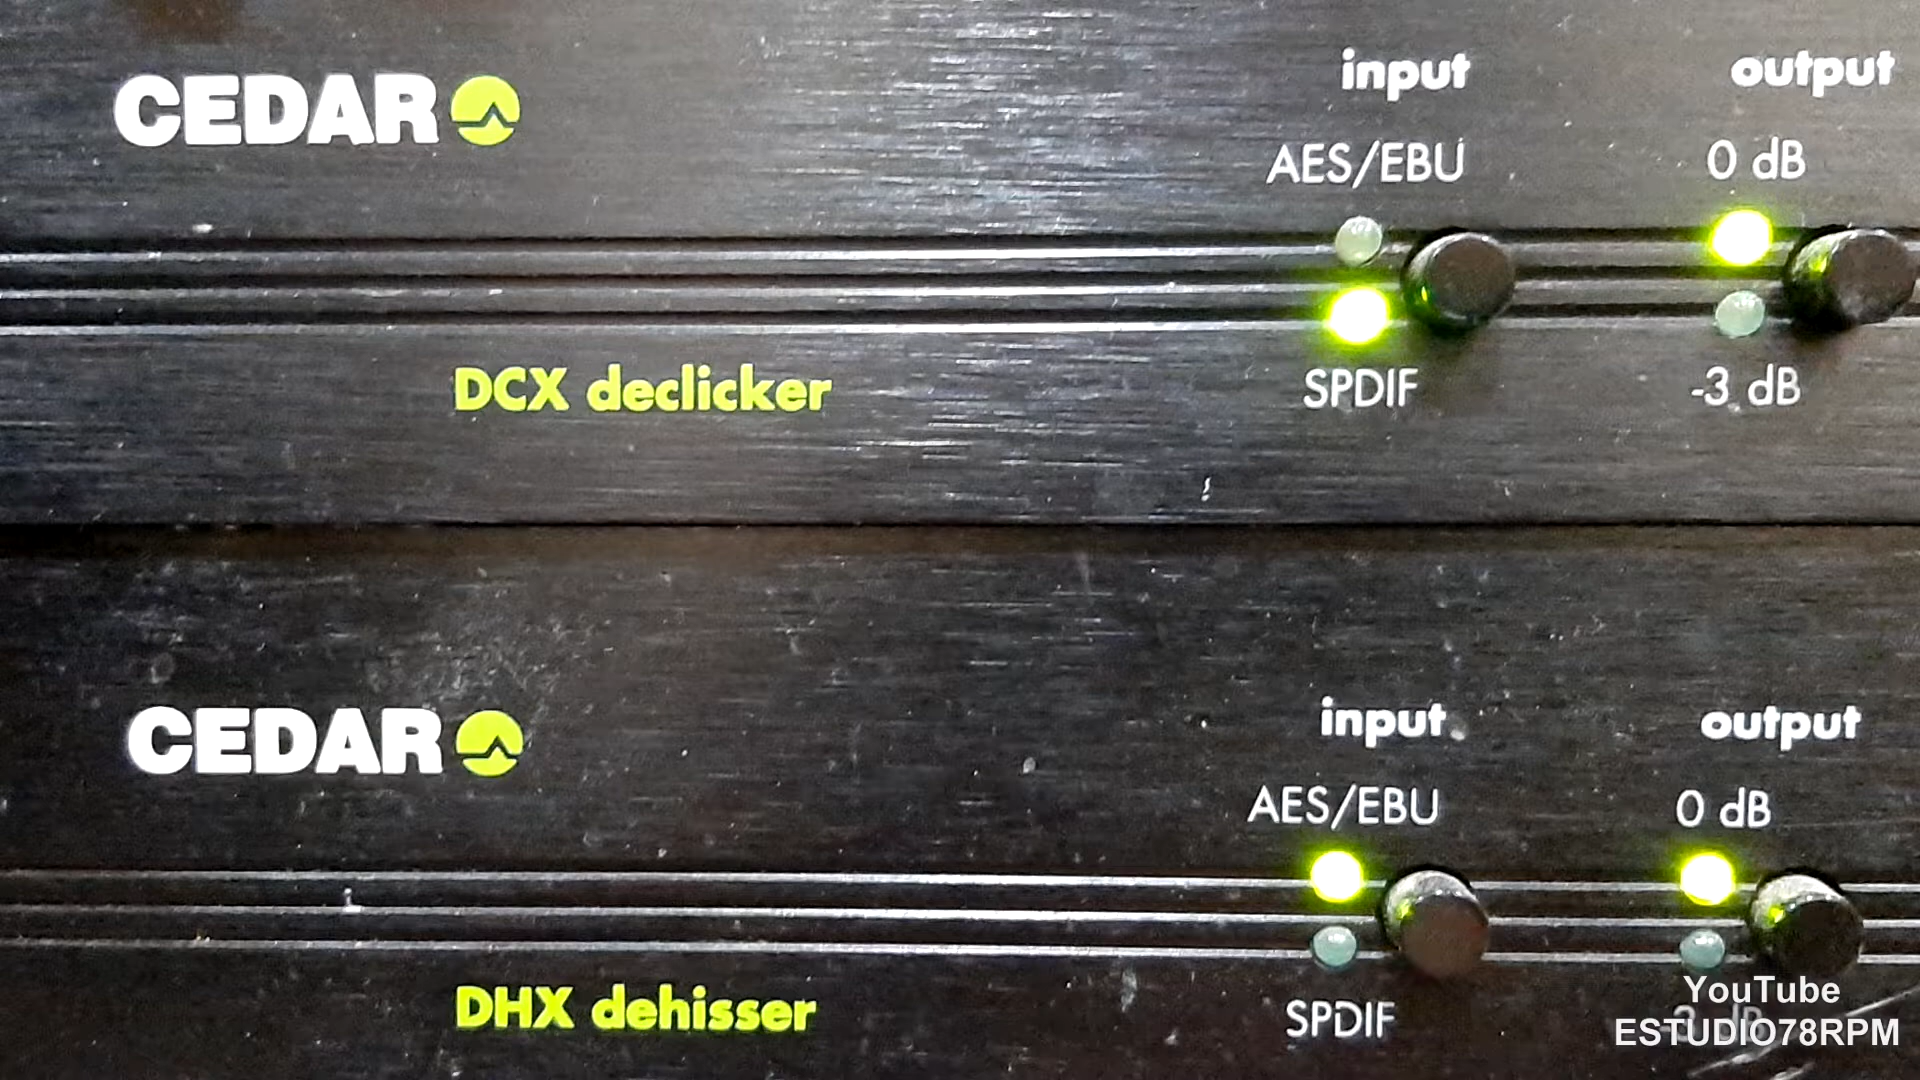 CEDAR
input
output
AES/EBU
0 dB
DCX declicker
SPDIF
-3 dB
CEDAR
input
output
AES/EBU
0 dB
DHX dehisser
SPDIF
YouTube
ESTUDIO78RPM